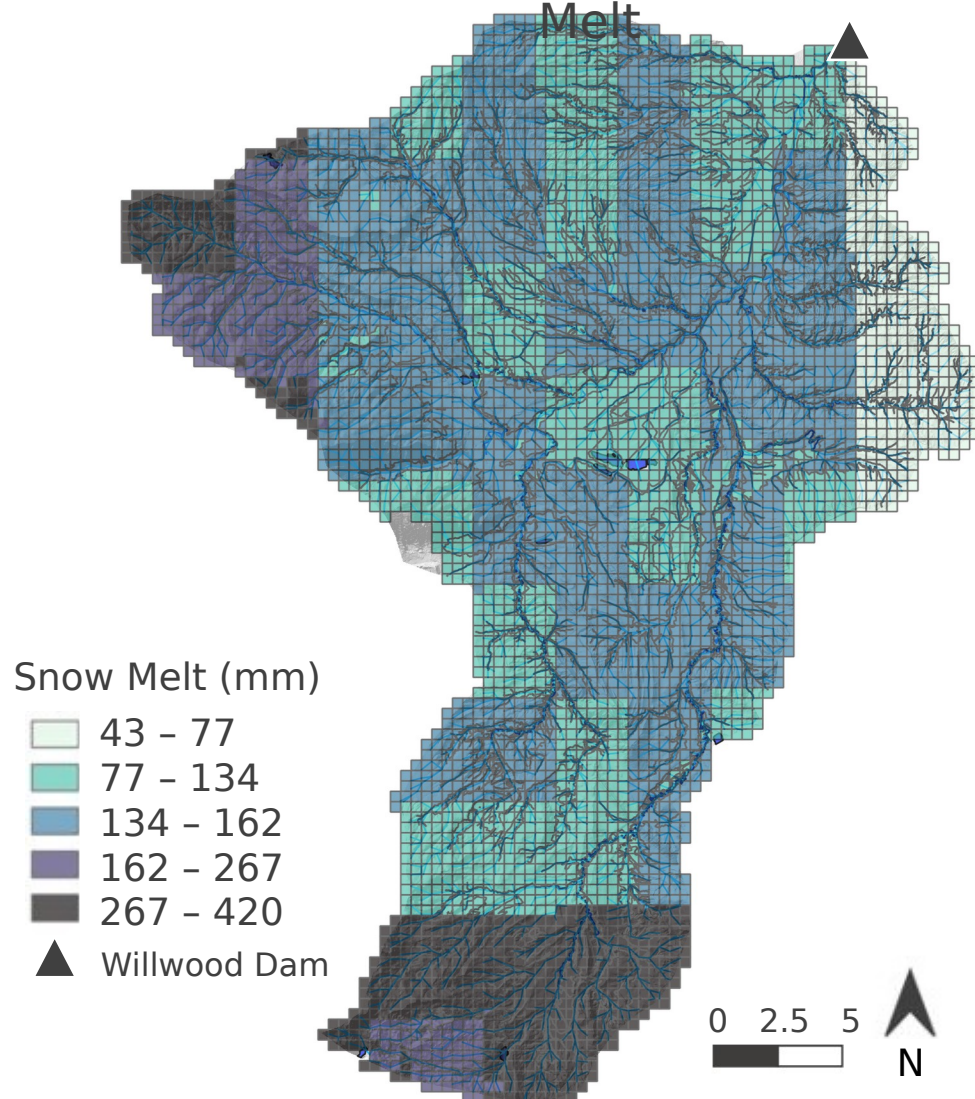 Melt
Snow Melt (mm)
43 – 77
77 – 134
134 – 162
162 – 267
267 – 420
Willwood Dam
0 2.5 5
N